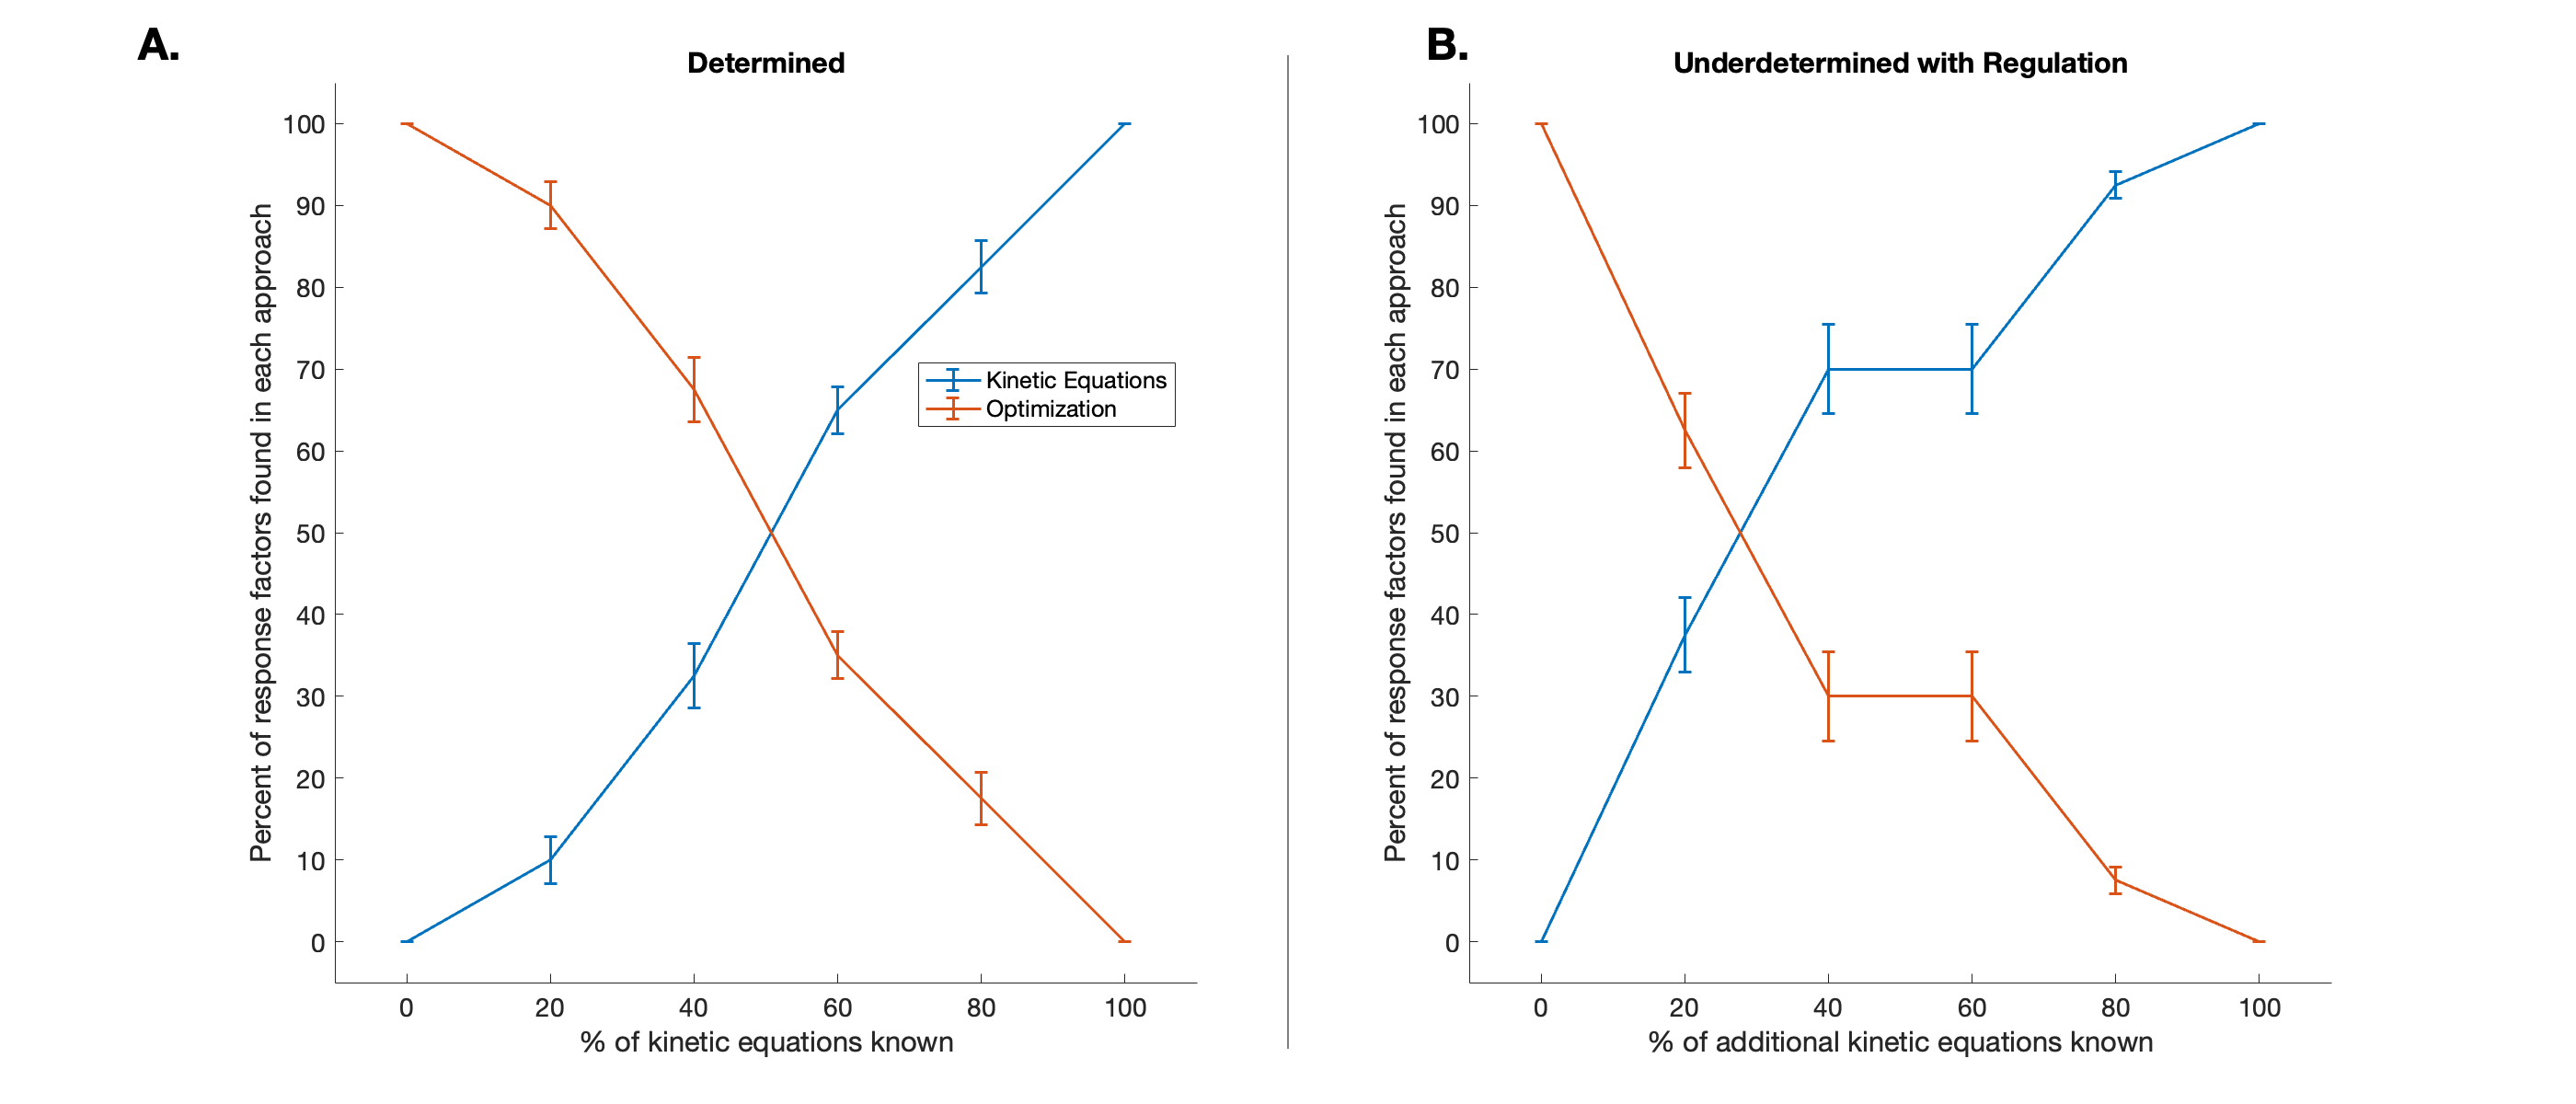 A.
Determined
100
90
80
70
60
50
40
30
20
10
0
Percent of response factors found in each approach
Kinetic Equations
Optimization
0 20 40 60 80 100
% of kinetic equations known
B.
Underdetermined with Regulation
100
90
80
70
60
50
40
30
20
10
0
Percent of response factors found in each approach
0 20 40 60 80 100
% of additional kinetic equations known